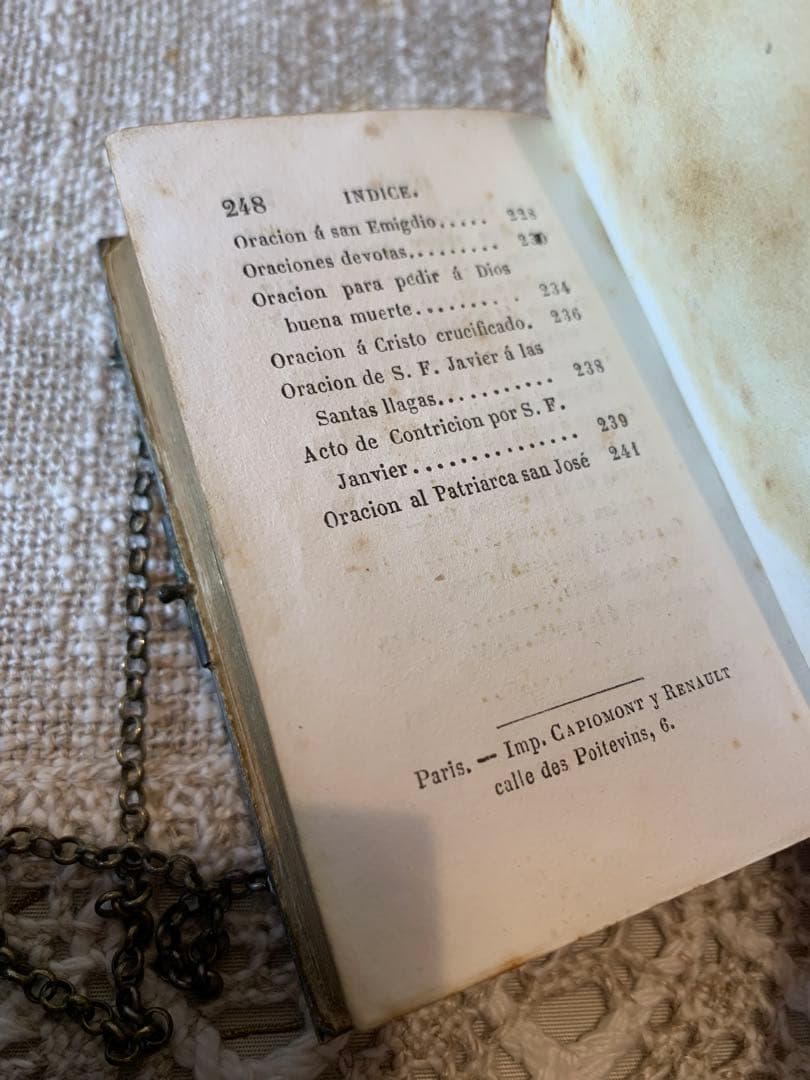 248 INDICE.
Oracion á san Emigdio..... 228
Oraciones devotas......... 230
Oracion para pedir á Dios
buena muerte......... 234
Oracion á Cristo crucificado. 236
Oracion de S. F. Javier á las
Santas llagas........... 238
Acto de Contricion por S. F.
Janvier............... 239
Oracion al Patriarca san José 241
Paris. — Imp. CAPIOMONT y RENAULT
calle des Poitevins, 6.